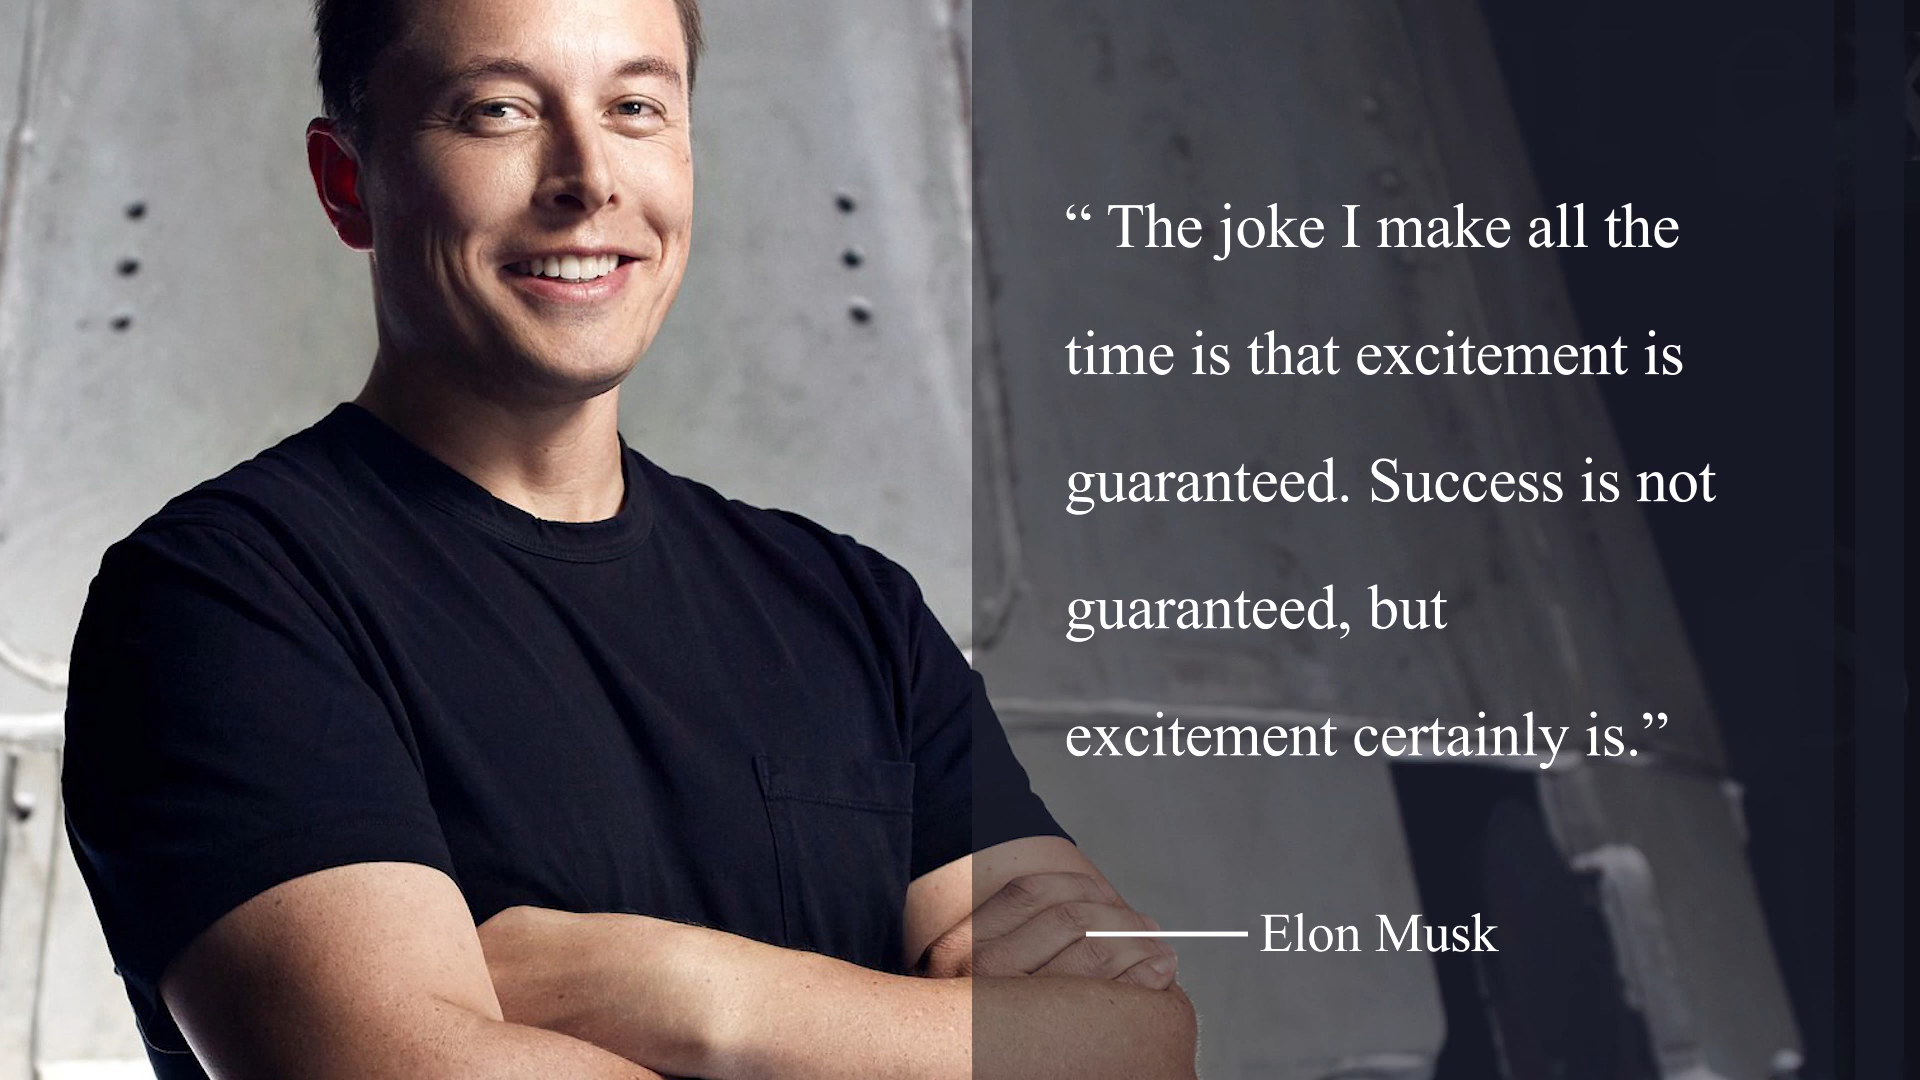 “ The joke I make all the
time is that excitement is
guaranteed. Success is not
guaranteed, but
excitement certainly is.”
Elon Musk